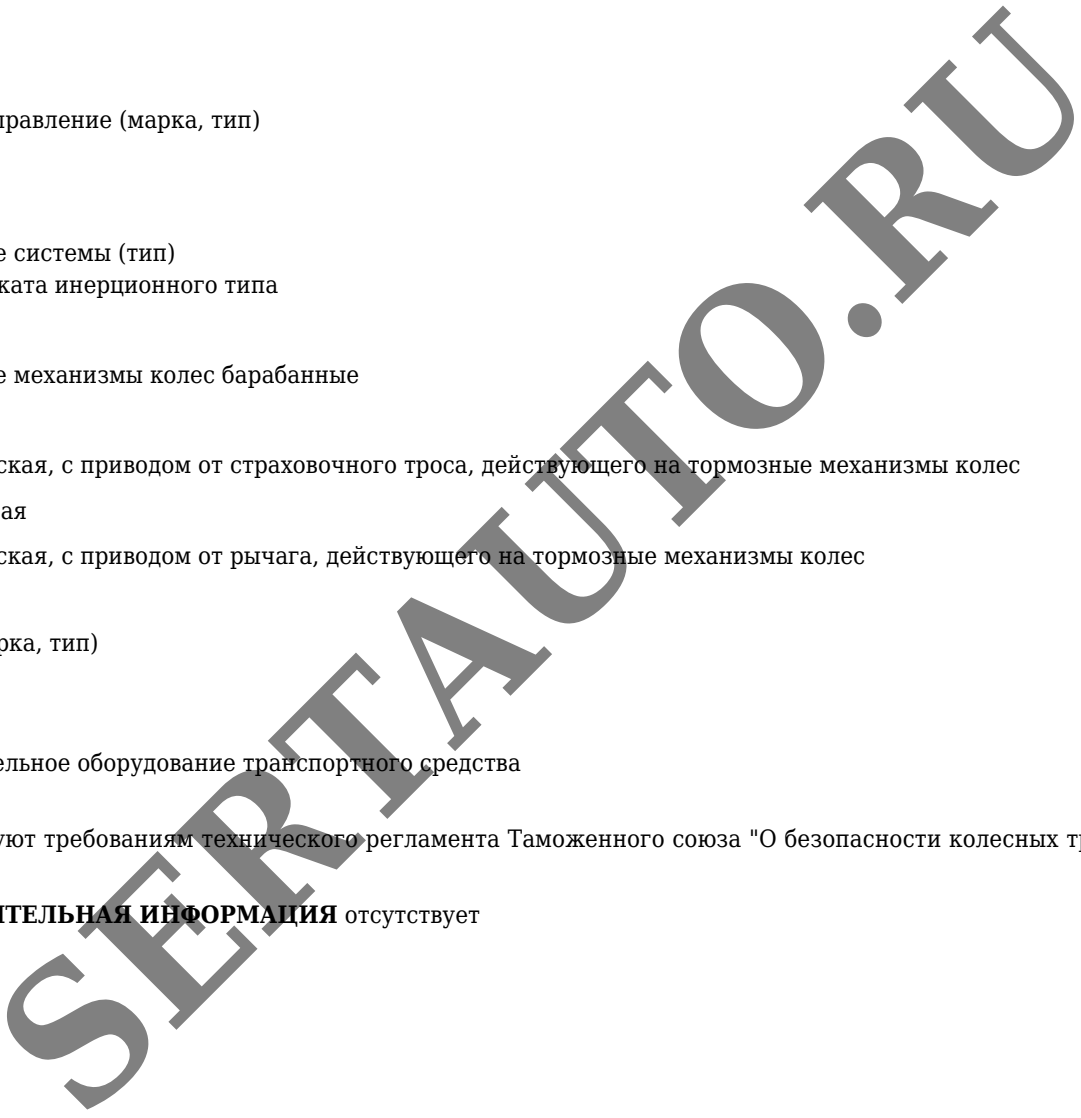 правление (марка, тип)
е системы (тип)
ката инерционного типа
е механизмы колес барабанные
ская, с приводом от страховочного троса, действующего на тормозные механизмы колес
ая
ская, с приводом от рычага, действующего на тормозные механизмы колес
рка, тип)
ельное оборудование транспортного средства
уют требованиям технического регламента Таможенного союза "О безопасности колесных т
ИТЕЛЬНАЯ ИНФОРМАЦИЯ отсутствует
SERTAUTO.RU